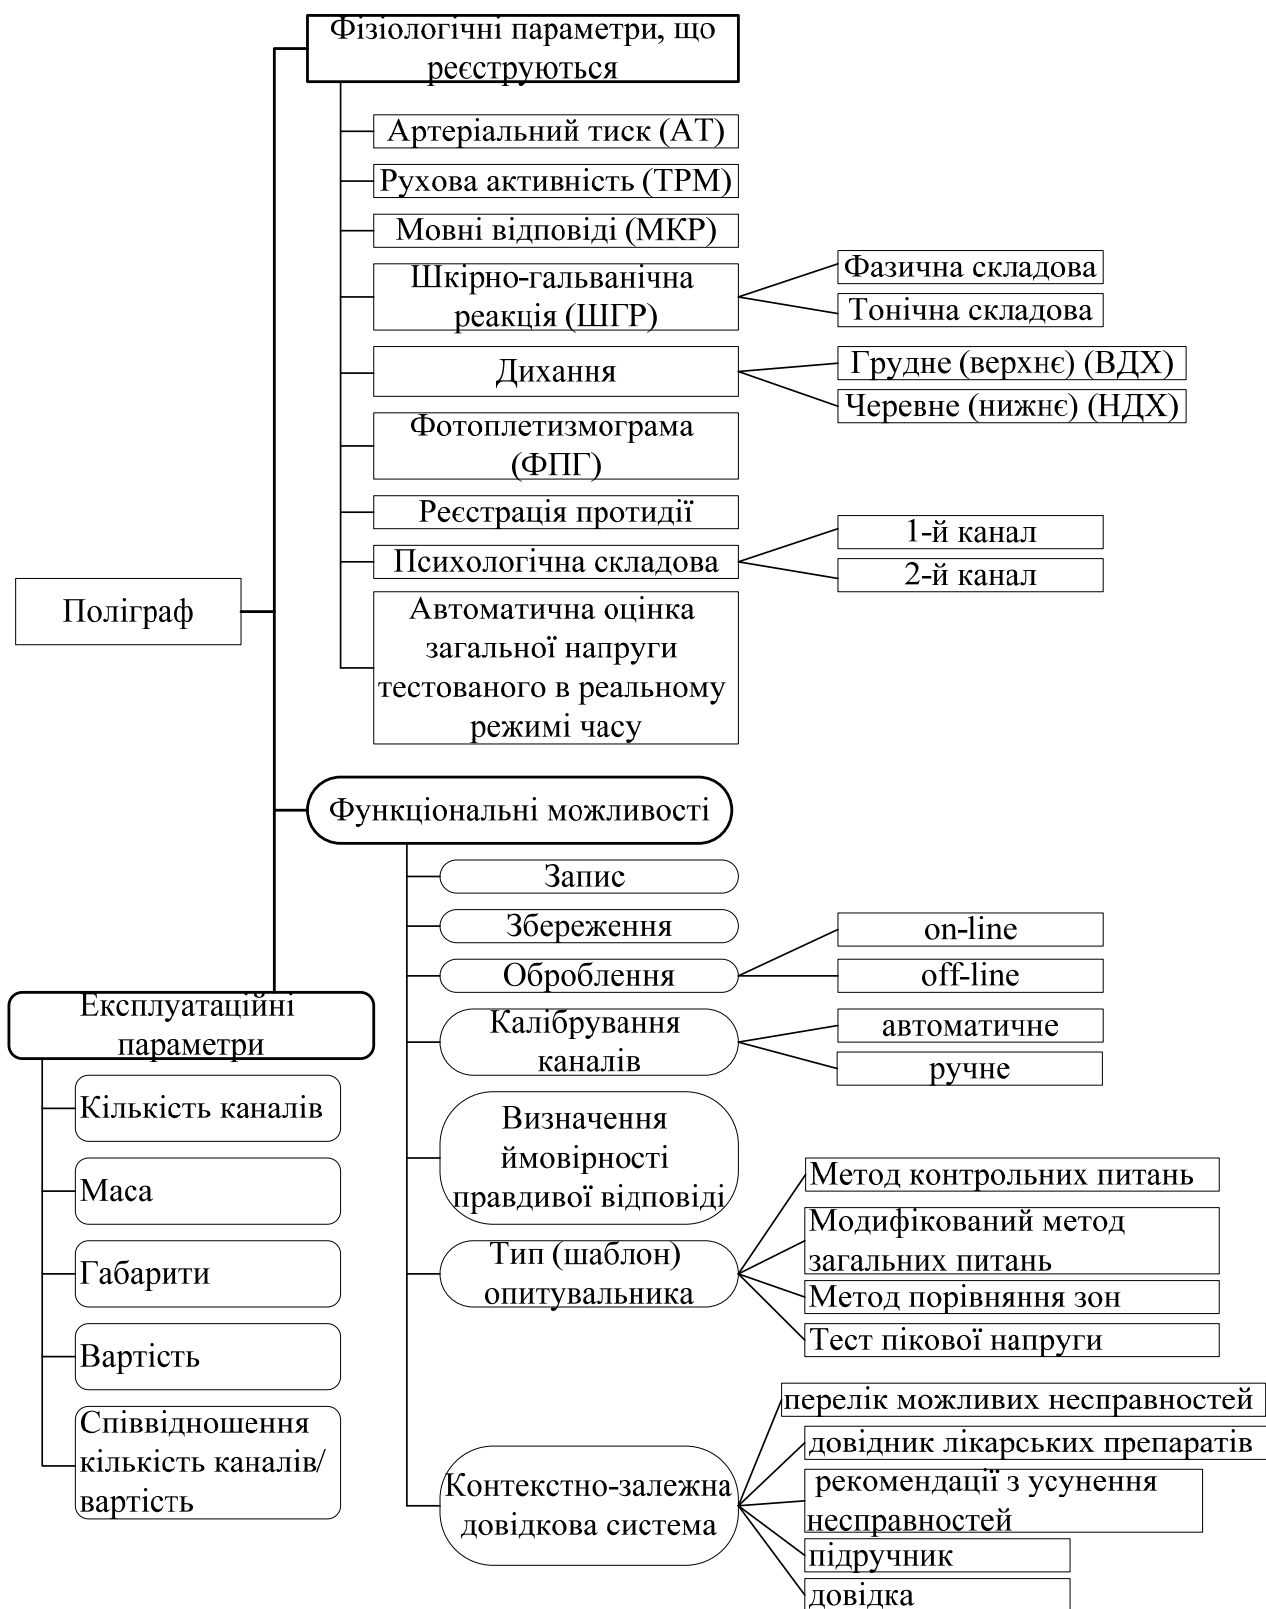 Фізіологічні параметри, що
реєструються
Артеріальний тиск (АТ)
Рухова активність (ТРМ)
Мовні відповіді (МКР)
Шкірно-гальванічна
реакція (ШГР)
Фазична складова
Тонічна складова
Дихання
Грудне (верхнє) (ВДХ)
Черевне (нижнє) (НДХ)
Фотоплетизмограма
(ФПГ)
Реєстрація протидії
Психологічна складова
1-й канал
2-й канал
Поліграф
Автоматична оцінка
загальної напруги
тестованого в реальному
режимі часу
Функціональні можливості
Запис
Збереження
Оброблення
on-line
off-line
Калібрування
каналів
автоматичне
ручне
Визначення
ймовірності
правдивої відповіді
Тип (шаблон)
опитувальника
Метод контрольних питань
Модифікований метод
загальних питань
Метод порівняння зон
Тест пікової напруги
Контекстно-залежна
довідкова система
перелік можливих несправностей
довідник лікарських препаратів
рекомендації з усунення
несправностей
підручник
довідка
Експлуатаційні
параметри
Кількість каналів
Маса
Габарити
Вартість
Співвідношення
кількість каналів/
вартість